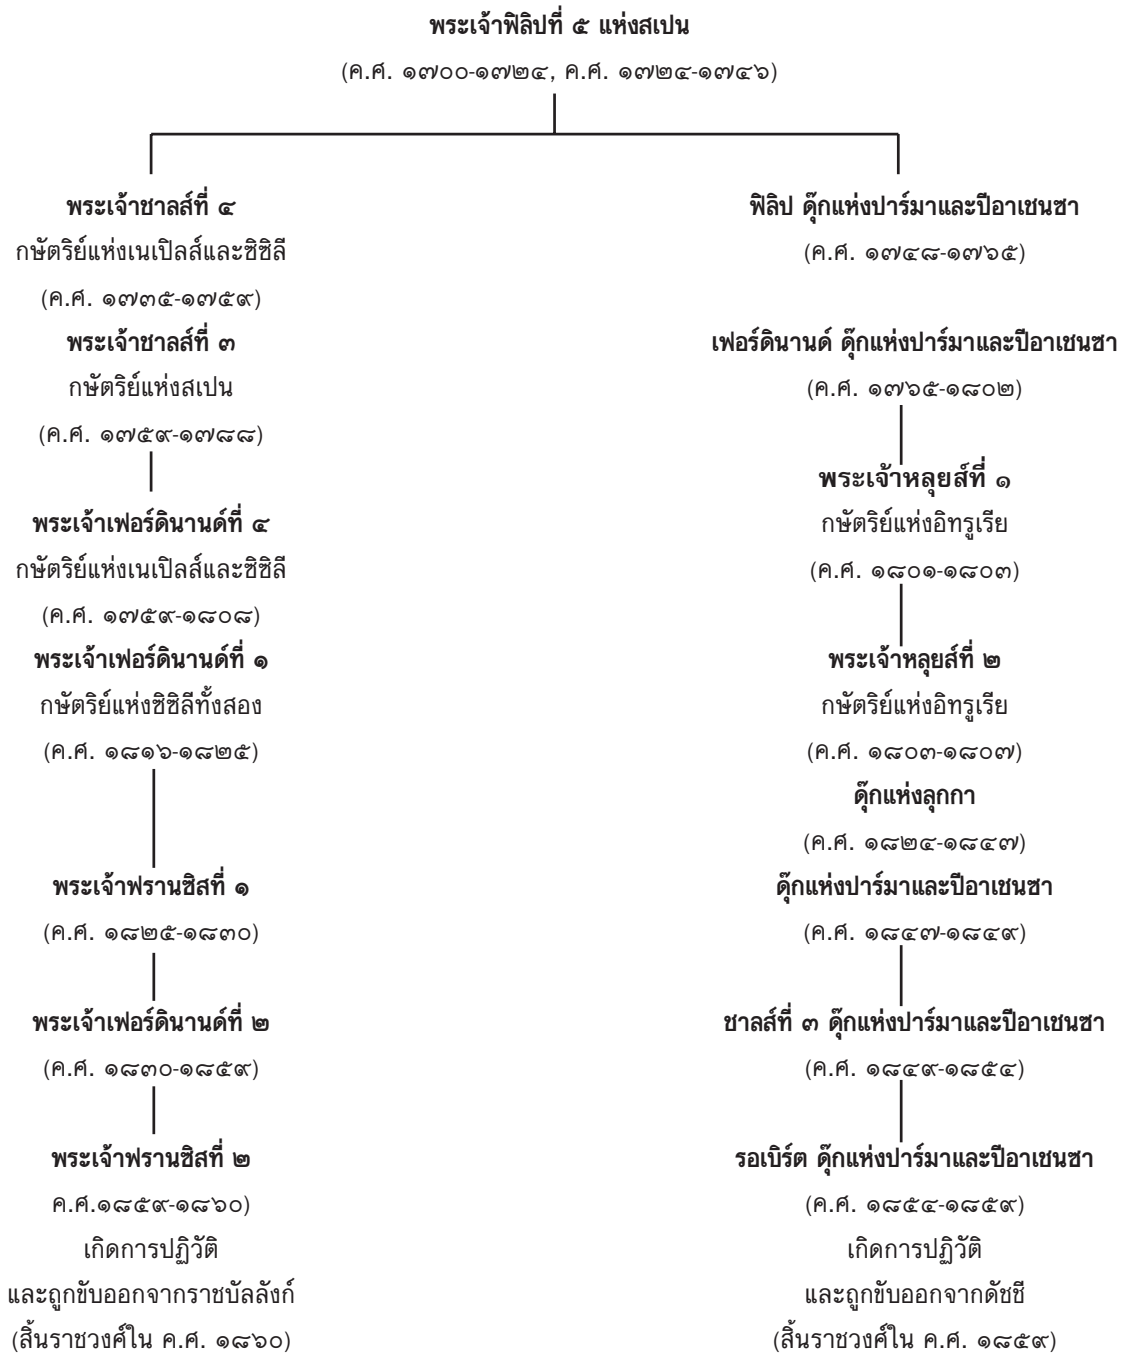 พระเจ้าฟิลิปที่ ๕ แห่งสเปน
(ค.ศ. ๑๗๐๐-๑๗๒๔, ค.ศ. ๑๗๒๔-๑๗๔๖)
พระเจ้าชาลส์ที่ ๔
กษัตริย์แห่งเนเปิลส์และซิซิลี
(ค.ศ. ๑๗๓๕-๑๗๕๙)
พระเจ้าชาลส์ที่ ๓
กษัตริย์แห่งสเปน
(ค.ศ. ๑๗๕๙-๑๗๘๘)
พระเจ้าเฟอร์ดินานด์ที่ ๔
กษัตริย์แห่งเนเปิลส์และซิซิลี
(ค.ศ. ๑๗๕๙-๑๘๐๘)
พระเจ้าเฟอร์ดินานด์ที่ ๑
กษัตริย์แห่งซิซิลีทั้งสอง
(ค.ศ. ๑๘๑๖-๑๘๒๕)
พระเจ้าฟรานซิสที่ ๑
(ค.ศ. ๑๘๒๕-๑๘๓๐)
พระเจ้าเฟอร์ดินานด์ที่ ๒
(ค.ศ. ๑๘๓๐-๑๘๕๙)
พระเจ้าฟรานซิสที่ ๒
ค.ศ.๑๘๕๙-๑๘๖๐)
เกิดการปฏิวัติ
และถูกขับออกจากราชบัลลังก์
(สิ้นราชวงศ์ใน ค.ศ. ๑๘๖๐)
ฟิลิป ดุ๊กแห่งปาร์มาและปีอาเชนซา
(ค.ศ. ๑๗๔๘-๑๗๖๕)
เฟอร์ดินานด์ ดุ๊กแห่งปาร์มาและปีอาเชนซา
(ค.ศ. ๑๗๖๕-๑๘๐๒)
พระเจ้าหลุยส์ที่ ๑
กษัตริย์แห่งอิทรูเรีย
(ค.ศ. ๑๘๐๑-๑๘๐๓)
พระเจ้าหลุยส์ที่ ๒
กษัตริย์แห่งอิทรูเรีย
(ค.ศ. ๑๘๐๓-๑๘๐๗)
ดุ๊กแห่งลุกกา
(ค.ศ. ๑๘๒๔-๑๘๔๗)
ดุ๊กแห่งปาร์มาและปีอาเชนซา
(ค.ศ. ๑๘๔๗-๑๘๔๙)
ชาลส์ที่ ๓ ดุ๊กแห่งปาร์มาและปีอาเชนซา
(ค.ศ. ๑๘๔๙-๑๘๕๔)
รอเบิร์ต ดุ๊กแห่งปาร์มาและปีอาเชนซา
(ค.ศ. ๑๘๕๔-๑๘๕๙)
เกิดการปฏิวัติ
และถูกขับออกจากดัชชี
(สิ้นราชวงศ์ใน ค.ศ. ๑๘๕๙)